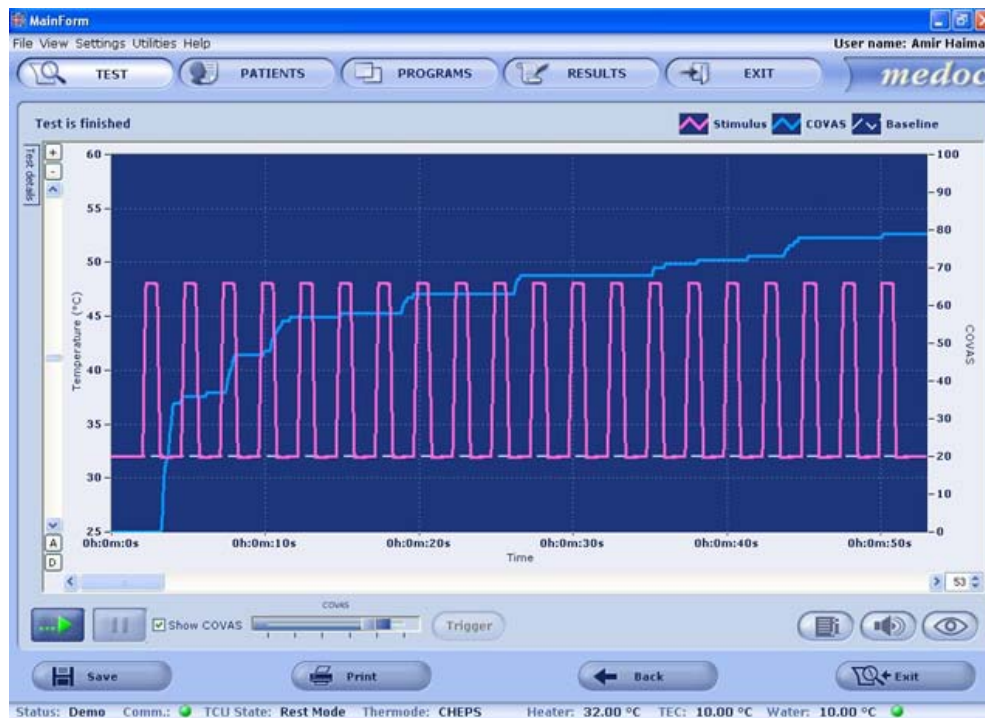 MainForm
File View Settings Utilities Help
User name: Amir Haima
TEST PATIENTS PROGRAMS RESULTS EXIT medoc
Test is finished
Stimulus COVAS Baseline
Test details
+
-
60
55
50
45
40
35
30
25
Temperature (°C)
100
90
80
70
60
50
40
30
20
10
0
COVAS
0h:0m:0s 0h:0m:10s 0h:0m:20s 0h:0m:30s 0h:0m:40s 0h:0m:50s
Time
A
D
53
COVAS
Show COVAS
Trigger
Save Print Back Exit
Status: Demo Comm.: TCU State: Rest Mode Thermode: CHEPS Heater: 32.00 °C TEC: 10.00 °C Water: 10.00 °C